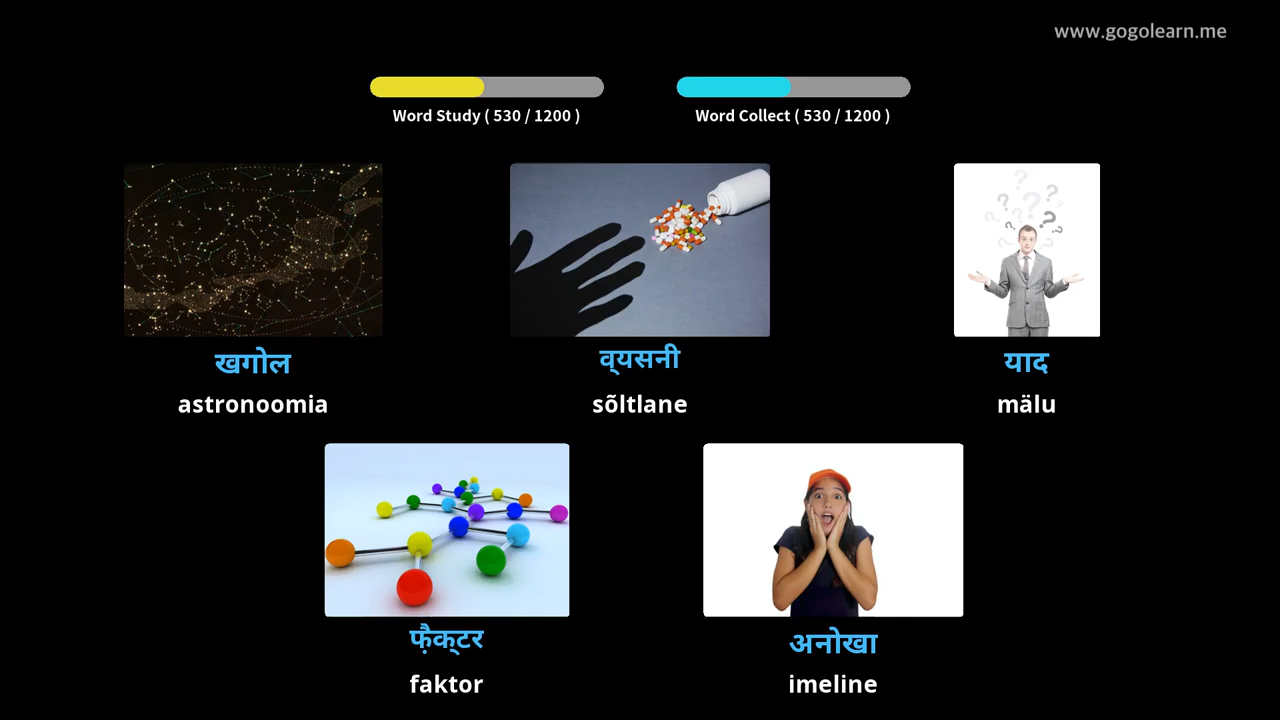 www.gogolearn.me
Word Study ( 530 / 1200 )
Word Collect ( 530 / 1200 )
खगोल
astronoomia
व्‌यसनी
sõltlane
याद
mälu
फ़ैक्‌टर
faktor
अनोखा
imeline